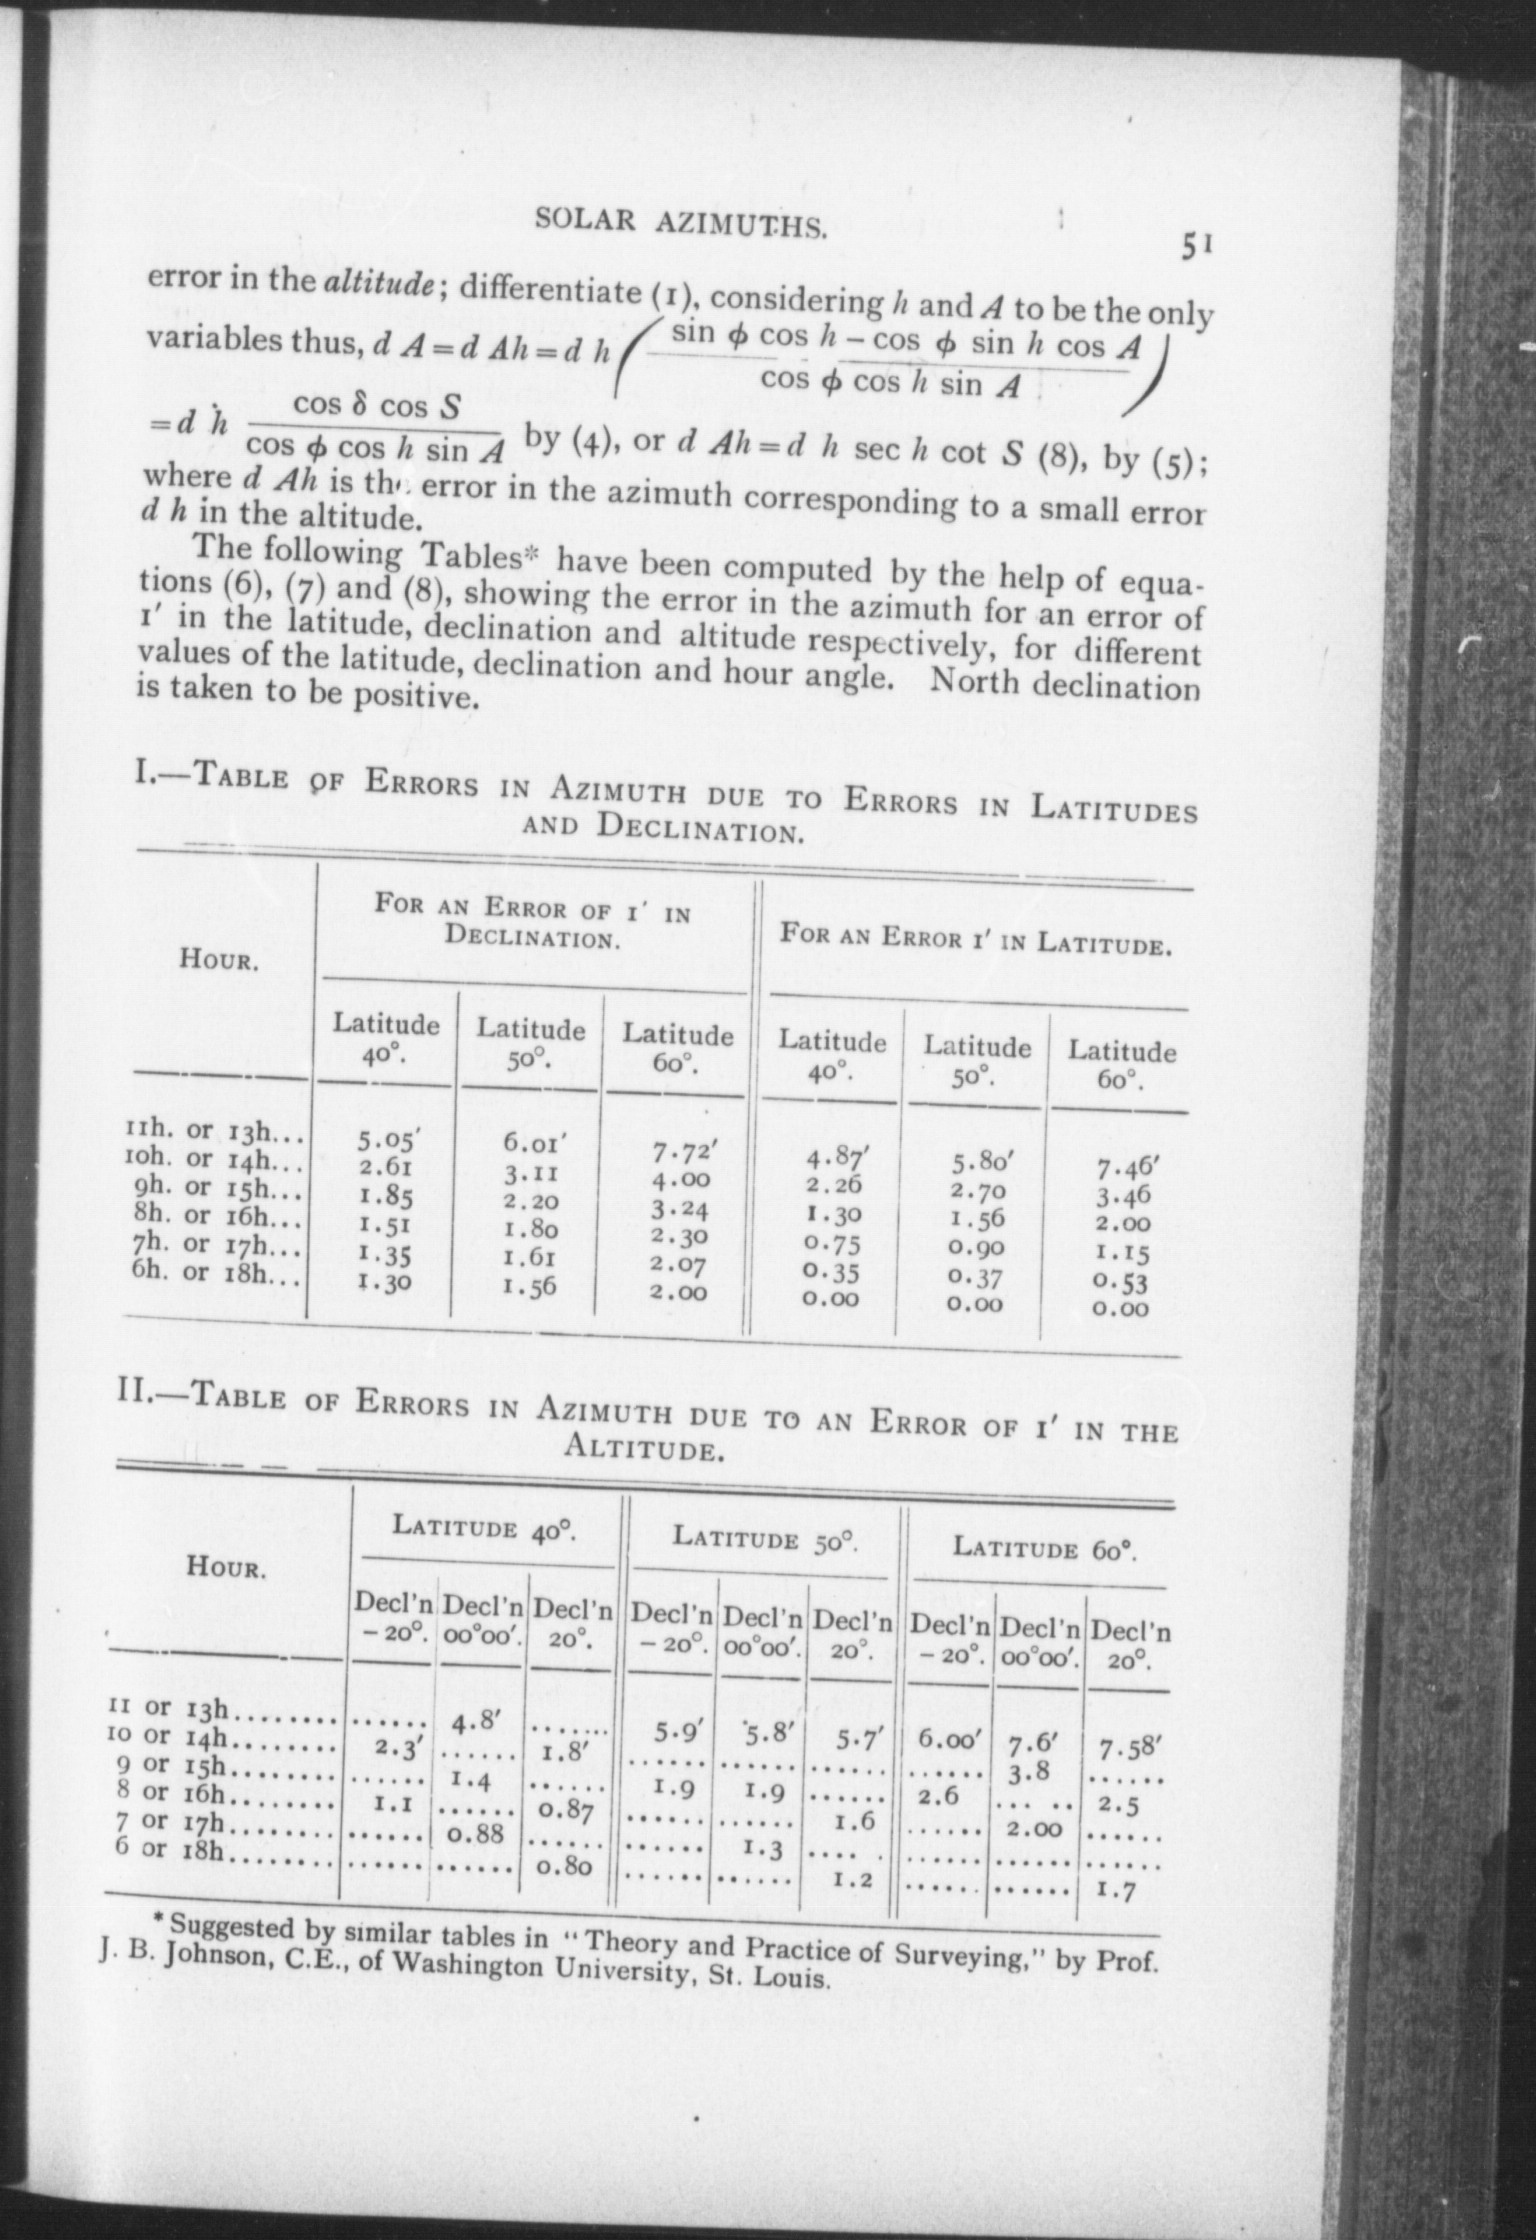 SOLAR AZIMUTHS.
51
error in the altitude; differentiate (1), considering h and A to be the only
variables thus, d A = d Ah = d h ( sin ϕ cos h – cos ϕ sin h cos A / cos ϕ cos h sin A )
= d h cos δ cos S / cos ϕ cos h sin A by (4), or d Ah = d h sec h cot S (8), by (5);
where d Ah is the error in the azimuth corresponding to a small error
d h in the altitude.
The following Tables* have been computed by the help of equa-
tions (6), (7) and (8), showing the error in the azimuth for an error of
1′ in the latitude, declination and altitude respectively, for different
values of the latitude, declination and hour angle. North declination
is taken to be positive.
I.—TABLE OF ERRORS IN AZIMUTH DUE TO ERRORS IN LATITUDES
AND DECLINATION.
HOUR. FOR AN ERROR OF 1′ IN DECLINATION. FOR AN ERROR 1′ IN LATITUDE.
Latitude 40°. Latitude 50°. Latitude 60°. Latitude 40°. Latitude 50°. Latitude 60°.
11h. or 13h... 5.05′ 6.01′ 7.72′ 4.87′ 5.80′ 7.46′
10h. or 14h... 2.61 3.11 4.00 2.26 2.70 3.46
9h. or 15h... 1.85 2.20 3.24 1.30 1.56 2.00
8h. or 16h... 1.51 1.80 2.30 0.75 0.90 1.15
7h. or 17h... 1.35 1.61 2.07 0.35 0.37 0.53
6h. or 18h... 1.30 1.56 2.00 0.00 0.00 0.00
II.—TABLE OF ERRORS IN AZIMUTH DUE TO AN ERROR OF 1′ IN THE
ALTITUDE.
HOUR. LATITUDE 40°. LATITUDE 50°. LATITUDE 60°.
Decl'n – 20°. Decl'n 00°00′. Decl'n 20°. Decl'n – 20°. Decl'n 00°00′. Decl'n 20°. Decl'n – 20°. Decl'n 00°00′. Decl'n 20°.
11 or 13h........ ...... 4.8′ ....... 5.9′ 5.8′ 5.7′ 6.00′ 7.6′ 7.58′
10 or 14h........ 2.3′ ...... 1.8′ ...... ...... ...... ...... 3.8 ......
9 or 15h........ ...... 1.4 ...... 1.9 1.9 ...... 2.6 ... .. 2.5
8 or 16h........ 1.1 ...... 0.87 ...... ...... 1.6 ...... 2.00 ......
7 or 17h........ ...... 0.88 ...... ...... 1.3 .... . ...... ...... ......
6 or 18h........ ...... ...... 0.80 ...... ...... 1.2 ...... ...... 1.7
* Suggested by similar tables in "Theory and Practice of Surveying," by Prof.
J. B. Johnson, C.E., of Washington University, St. Louis.